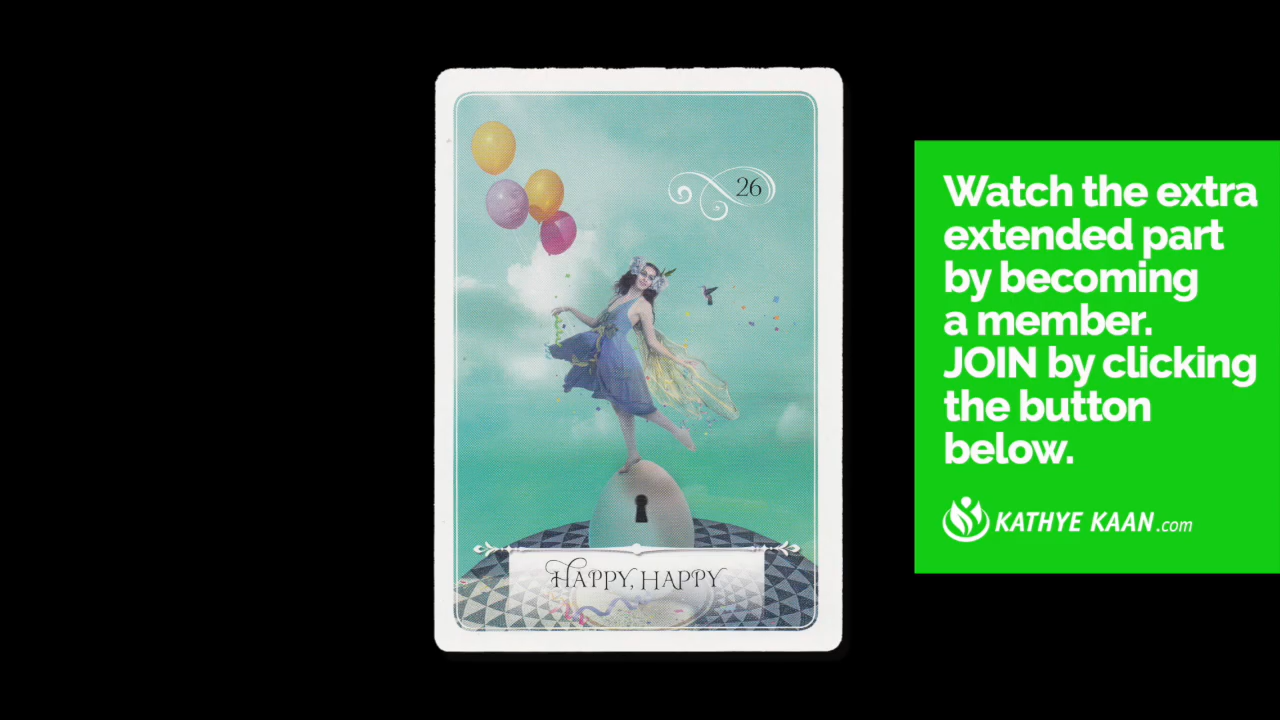 26
HAPPY, HAPPY
Watch the extra
extended part
by becoming
a member.
JOIN by clicking
the button
below.
KATHYE KAAN.com